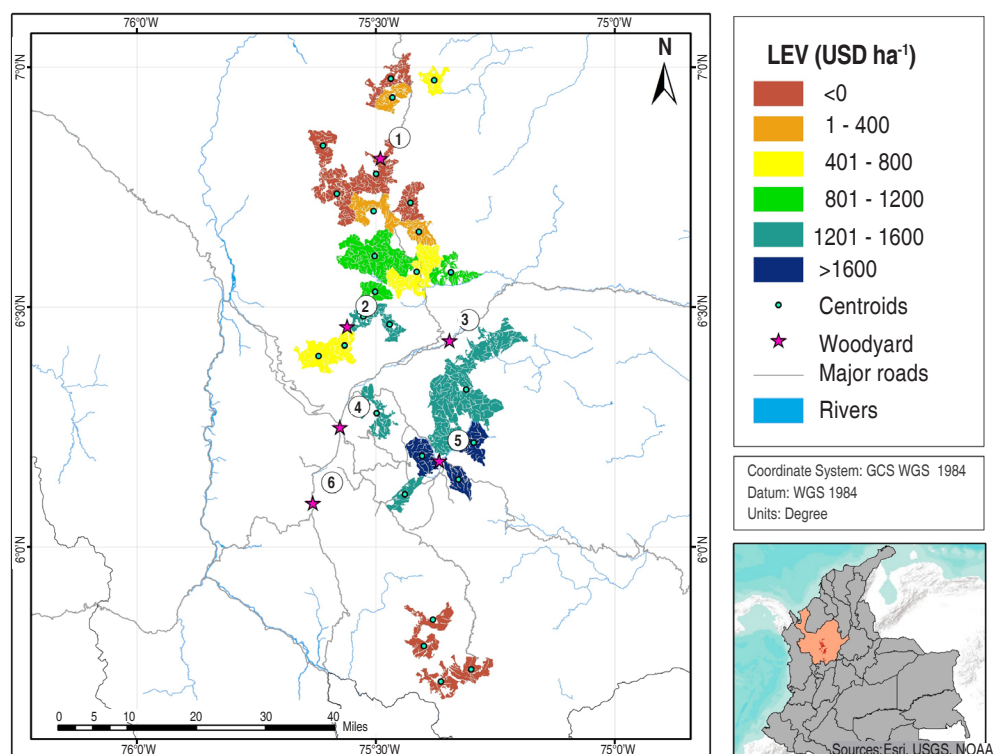 76°0'W 75°30'W 75°0'W
7°0'N
6°30'N
6°0'N
7°0'N
6°30'N
6°0'N
N
1
2
3
4
5
6
0 5 10 20 30 40 Miles
76°0'W 75°30'W 75°0'W
LEV (USD ha⁻¹)
<0
1 - 400
401 - 800
801 - 1200
1201 - 1600
>1600
Centroids
Woodyard
Major roads
Rivers
Coordinate System: GCS WGS 1984
Datum: WGS 1984
Units: Degree
Sources: Esri, USGS, NOAA